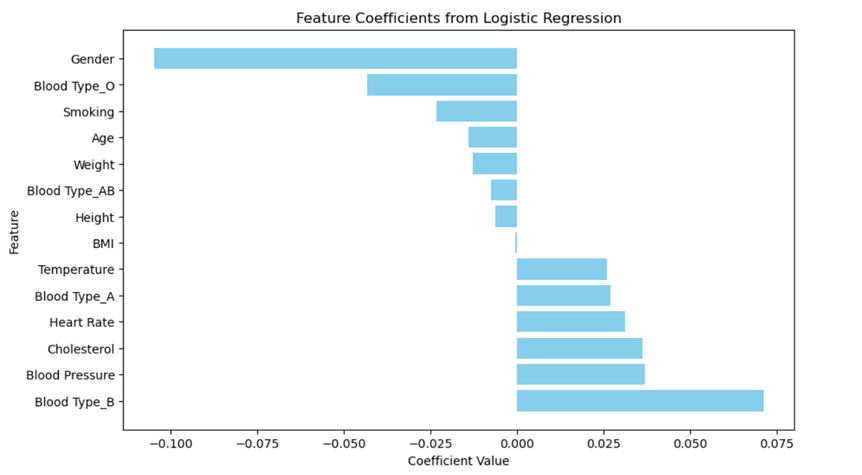 Feature Coefficients from Logistic Regression
Feature
Gender
Blood Type_O
Smoking
Age
Weight
Blood Type_AB
Height
BMI
Temperature
Blood Type_A
Heart Rate
Cholesterol
Blood Pressure
Blood Type_B
−0.100 −0.075 −0.050 −0.025 0.000 0.025 0.050 0.075
Coefficient Value